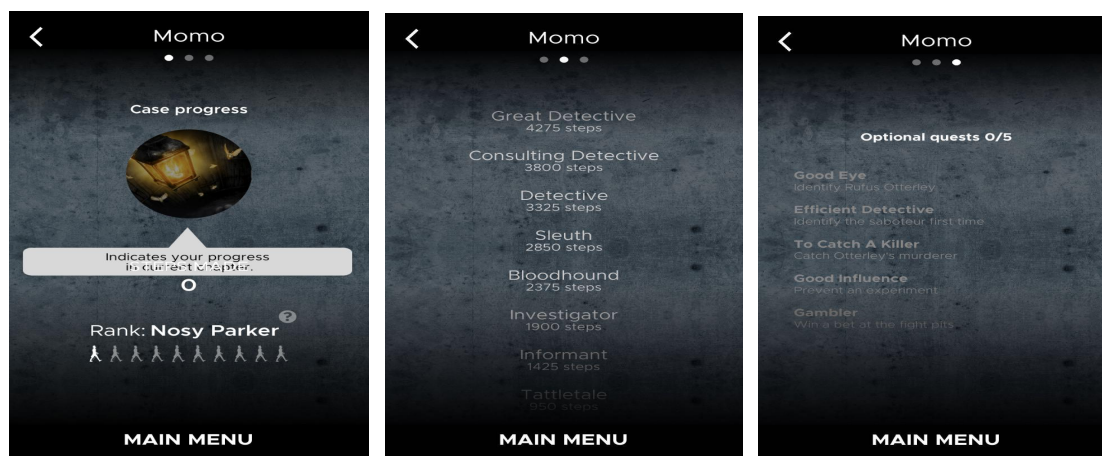 Momo
Case progress
Indicates your progress
in current chapter.
0
?
Rank: Nosy Parker
MAIN MENU
Momo
Great Detective
4275 steps
Consulting Detective
3800 steps
Detective
3325 steps
Sleuth
2850 steps
Bloodhound
2375 steps
Investigator
1900 steps
Informant
1425 steps
Tattletale
950 steps
MAIN MENU
Momo
Optional quests 0/5
Good Eye
Identify Rufus Otterley
Efficient Detective
Identify the saboteur first time
To Catch A Killer
Catch Otterley's murderer
Good Influence
Prevent an experiment
Gambler
Win a bet at the fight pits
MAIN MENU